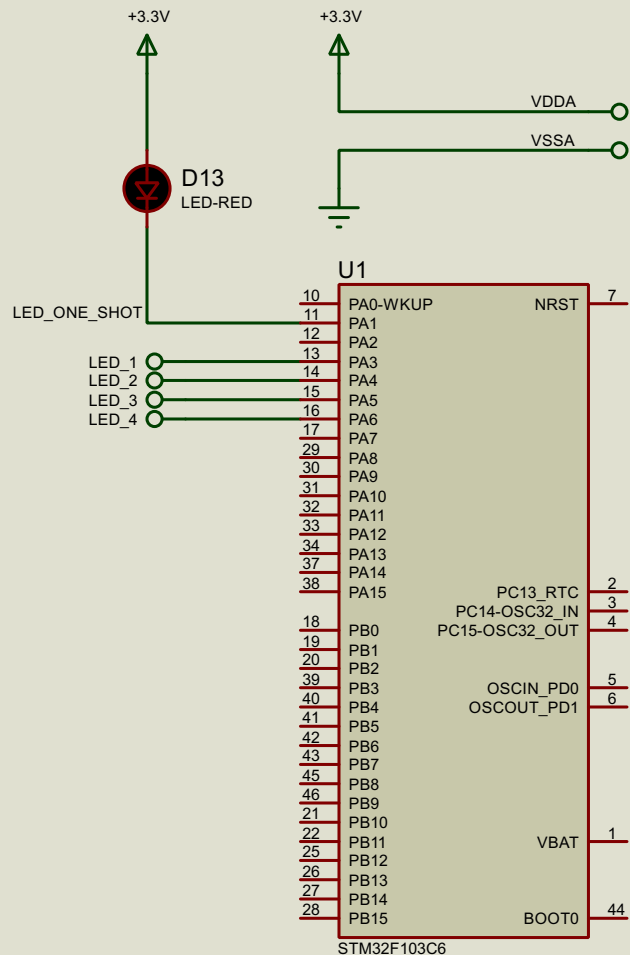 +3.3V +3.3V
VDDA
VSSA
D13
LED-RED
U1
LED_ONE_SHOT
LED_1
LED_2
LED_3
LED_4
10 PA0-WKUP NRST 7
11 PA1
12 PA2
13 PA3
14 PA4
15 PA5
16 PA6
17 PA7
29 PA8
30 PA9
31 PA10
32 PA11
33 PA12
34 PA13
37 PA14
38 PA15 PC13_RTC 2
PC14-OSC32_IN 3
18 PB0 PC15-OSC32_OUT 4
19 PB1
20 PB2
39 PB3 OSCIN_PD0 5
40 PB4 OSCOUT_PD1 6
41 PB5
42 PB6
43 PB7
45 PB8
46 PB9
21 PB10
22 PB11 VBAT 1
25 PB12
26 PB13
27 PB14
28 PB15 BOOT0 44
STM32F103C6